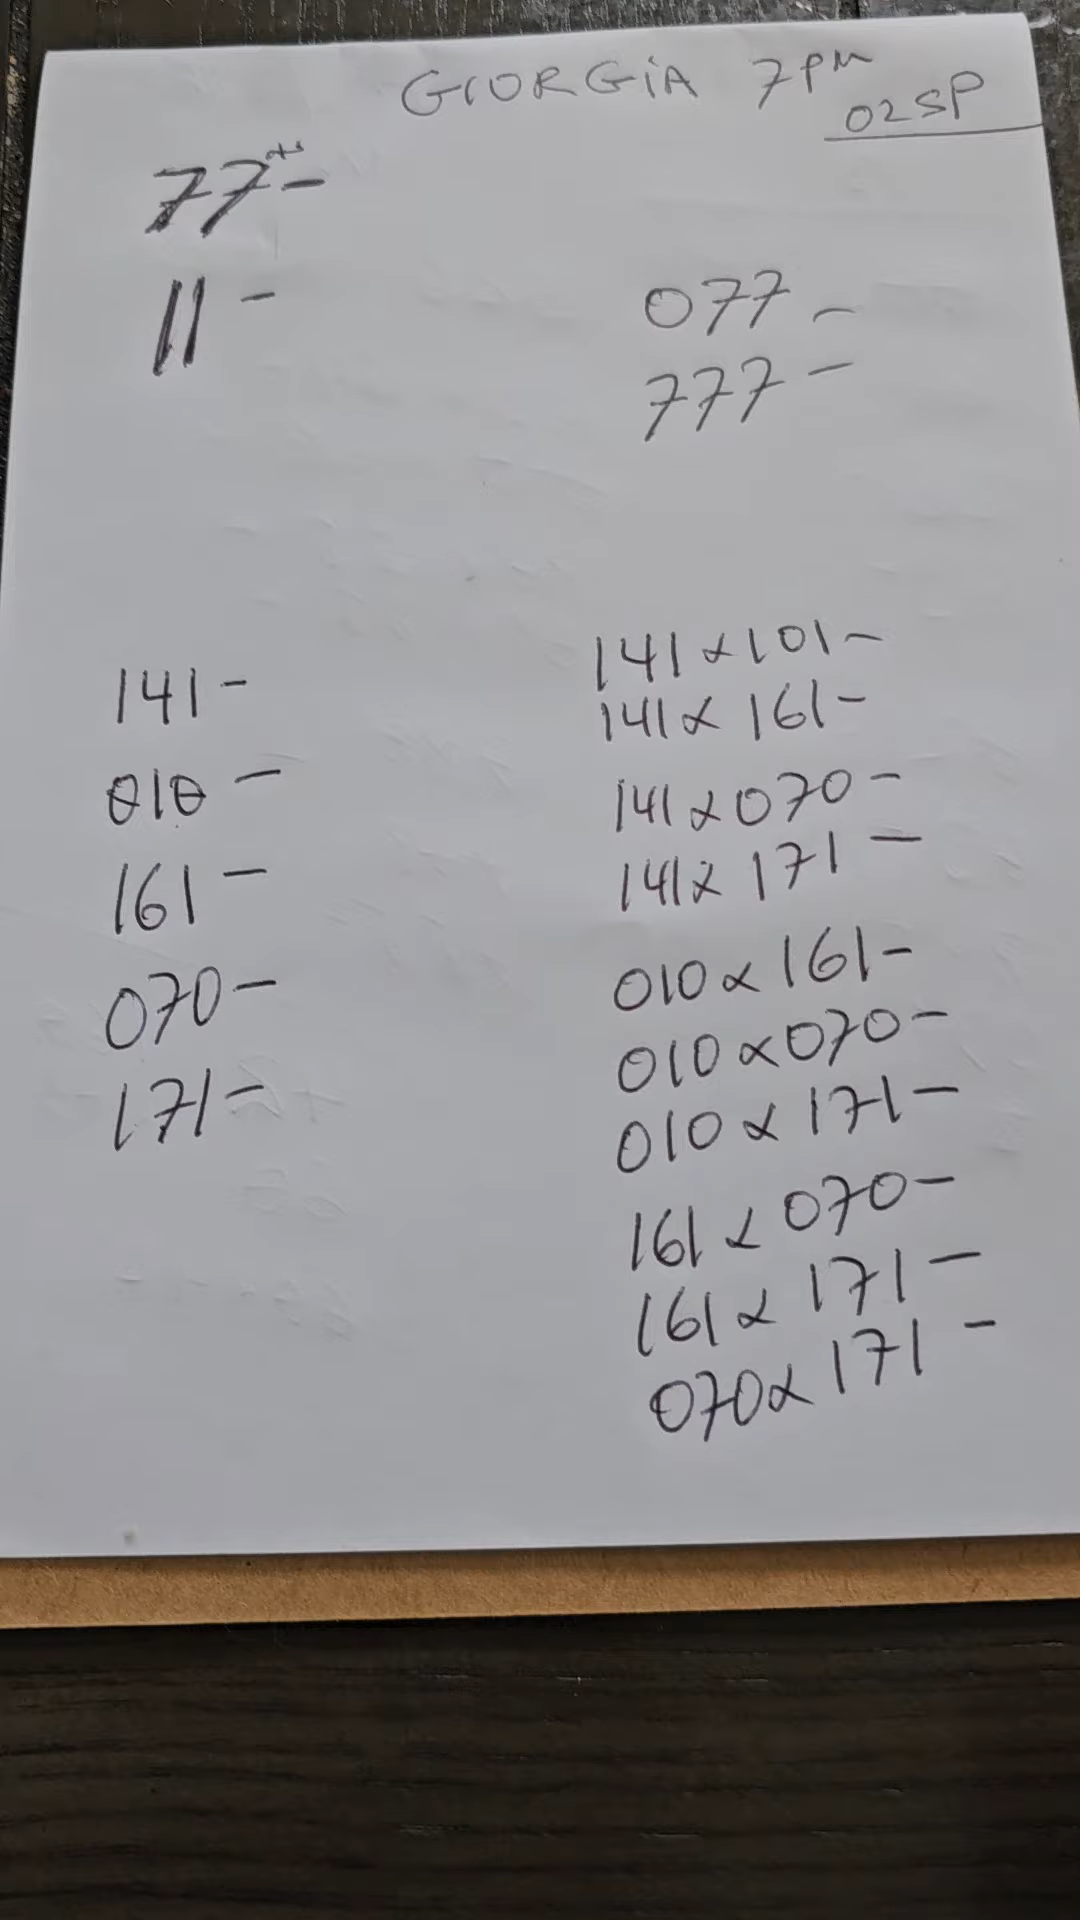 GIORGIA 7PM
02SP
77-
11-
077-
777-
141-
010-
161-
070-
171-
141x101-
141x161-
141x070-
141x171-
010x161-
010x070-
010x171-
161x070-
161x171-
070x171-